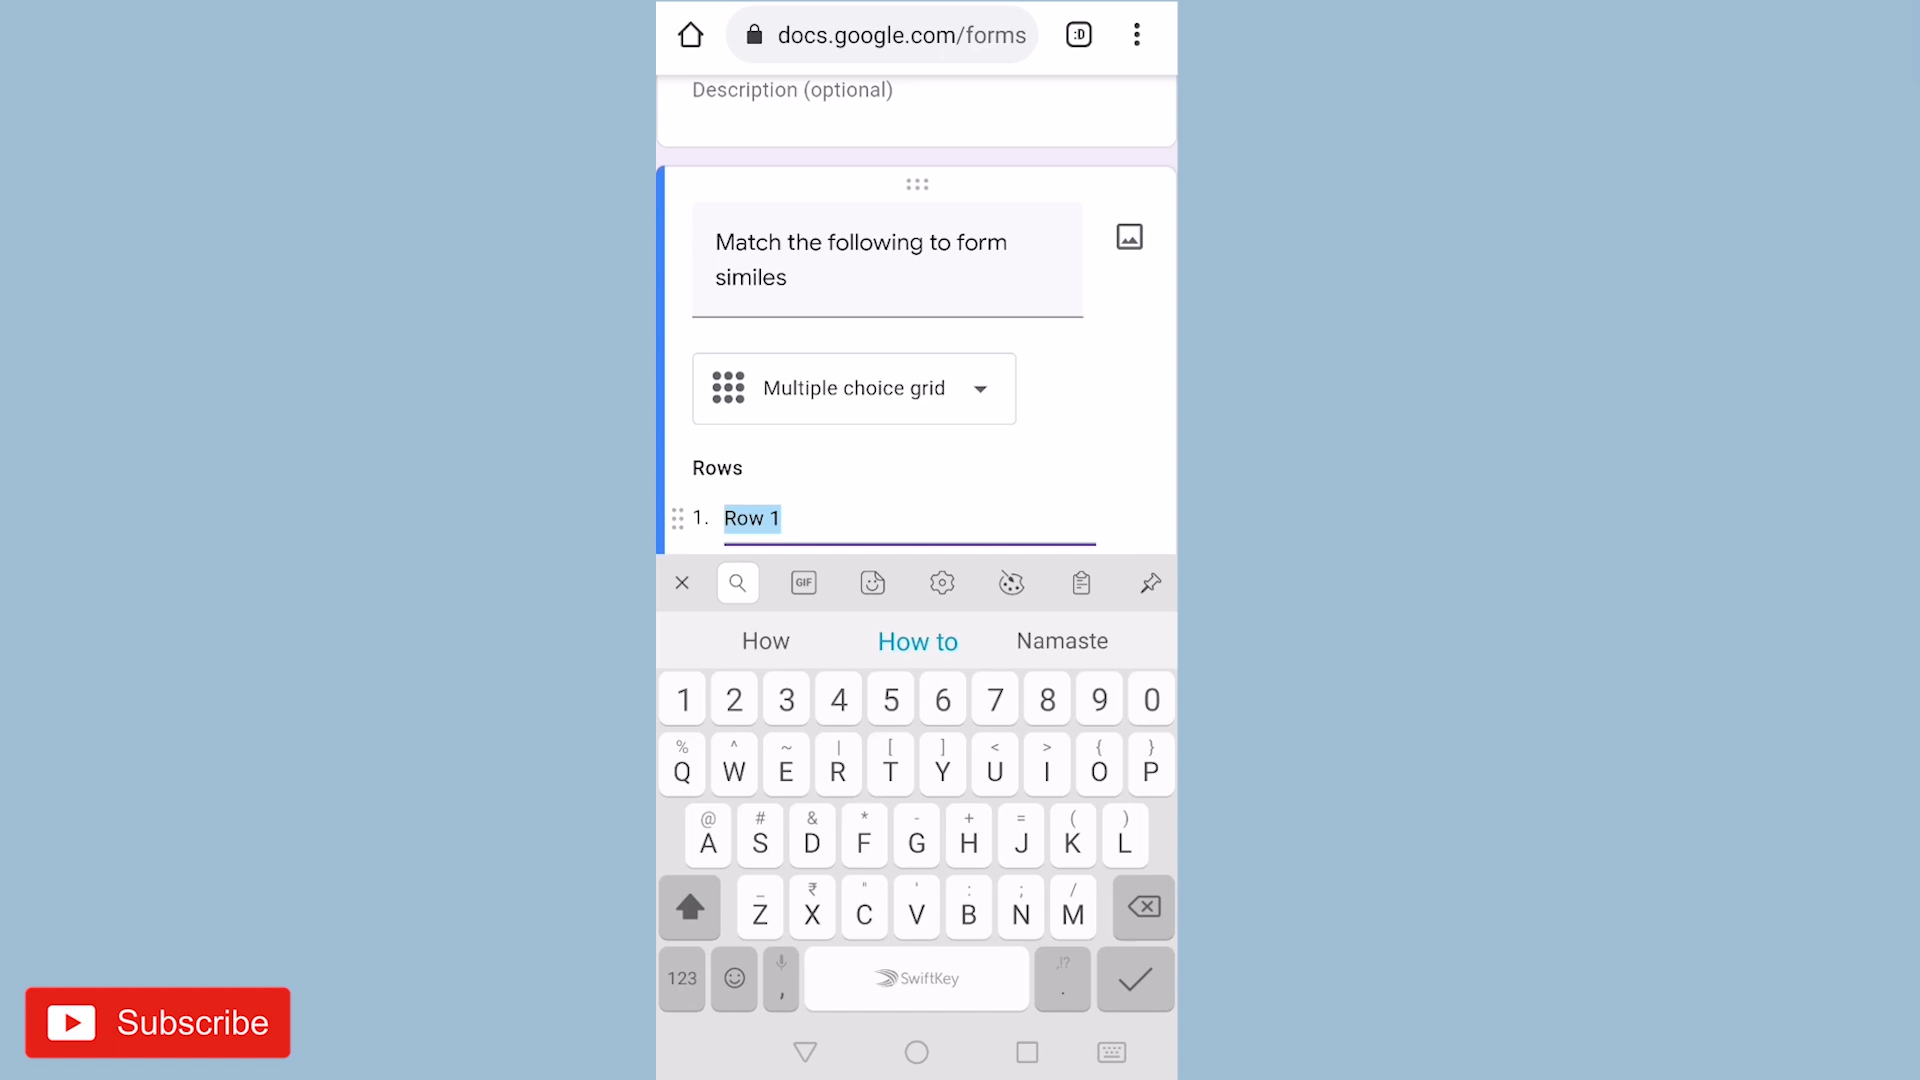 docs.google.com/forms
:D
Description (optional)
Match the following to form
similes
Multiple choice grid
Rows
1. Row 1
GIF
How How to Namaste
1 2 3 4 5 6 7 8 9 0
% ^ ~ | [ ] < > { }
Q W E R T Y U I O P
@ # & * - + = ( )
A S D F G H J K L
_ ₹ " ' : ; /
Z X C V B N M
,!?
123 , SwiftKey .
Subscribe